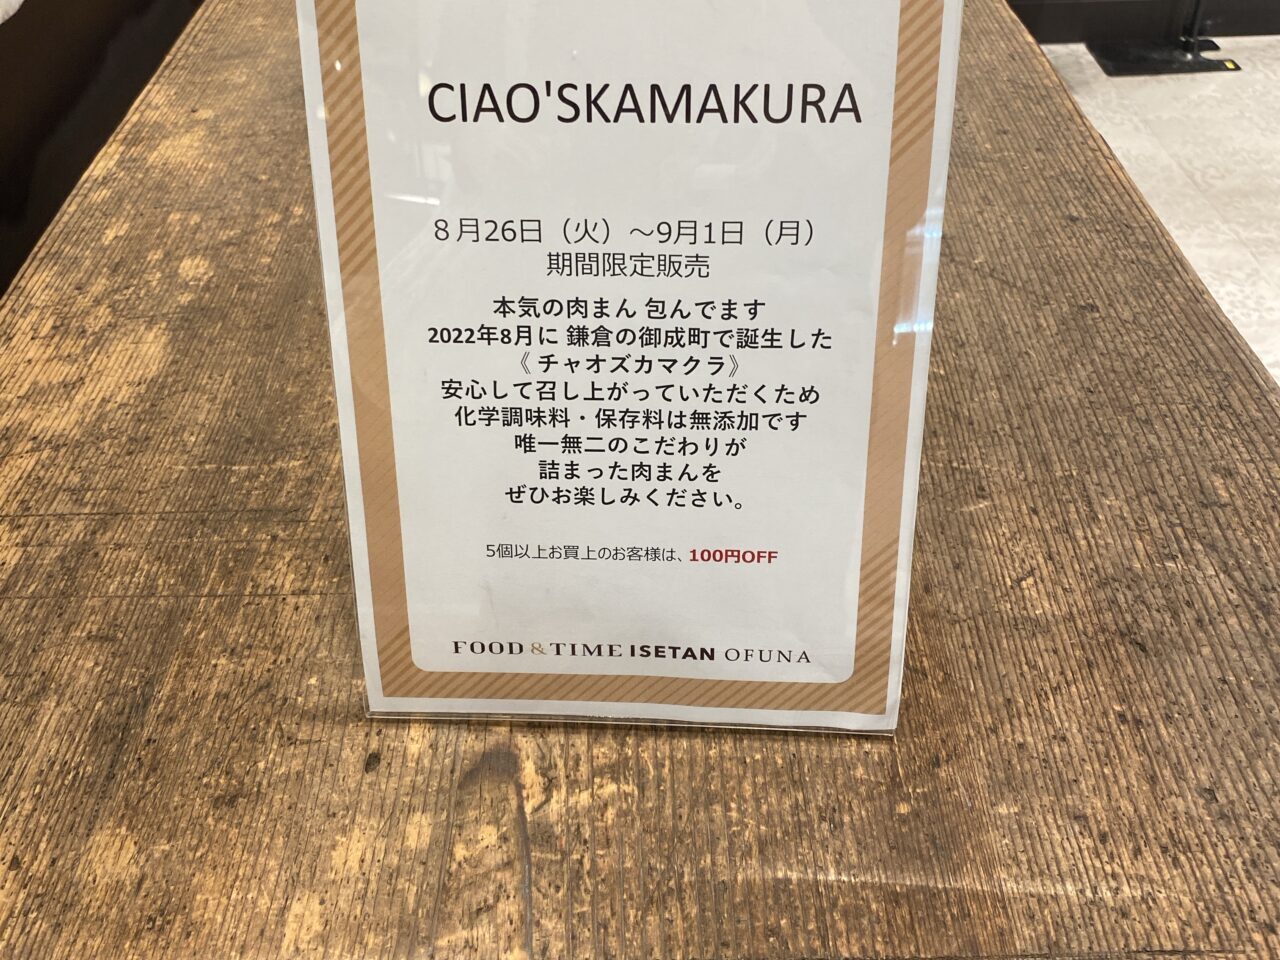 CIAO'SKAMAKURA
８月26日（火）～9月1日（月）
期間限定販売
本気の肉まん 包んでます
2022年8月に 鎌倉の御成町で誕生した
《 チャオズカマクラ》
安心して召し上がっていただくため
化学調味料・保存料は無添加です
唯一無二のこだわりが
詰まった肉まんを
ぜひお楽しみください。
5個以上お買上のお客様は、100円OFF
FOOD & TIME ISETAN OFUNA